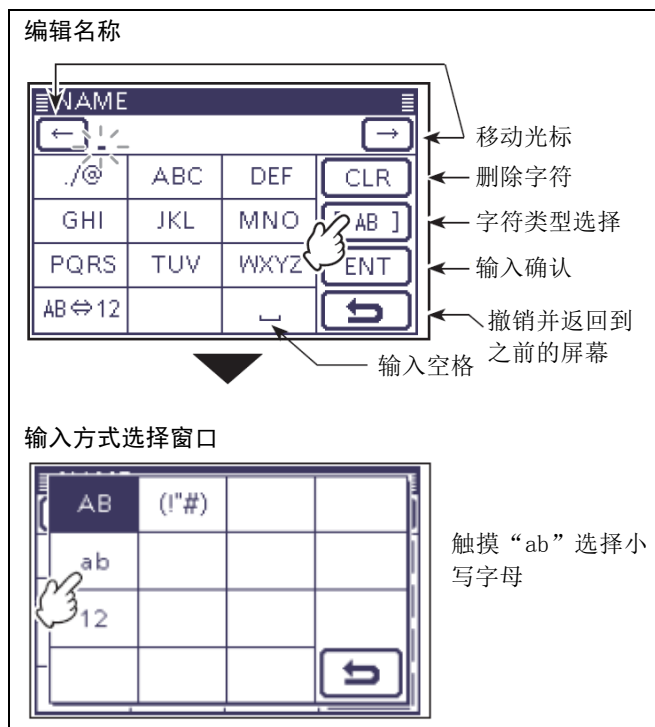 编辑名称
NAME
← →
移动光标
./@ ABC DEF CLR
删除字符
GHI JKL MNO [ AB ]
字符类型选择
PQRS TUV WXYZ ENT
输入确认
AB⇔12 ␣
撤销并返回到
之前的屏幕
输入空格
输入方式选择窗口
AB (!"#)
ab
12
触摸“ab”选择小
写字母